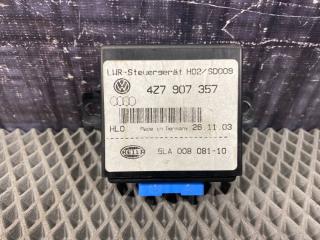 LWR-Steuergerät H02/SD009
4Z7 907 357
HLO Made in Germany 26 11 03
HELLA 5LA 008 081-10